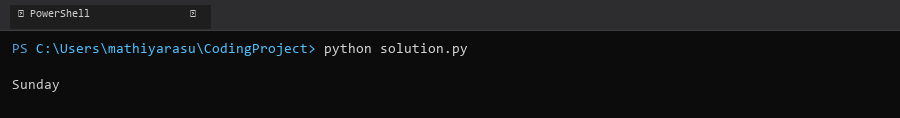 PowerShell
PS C:\Users\mathiyarasu\CodingProject> python solution.py
Sunday